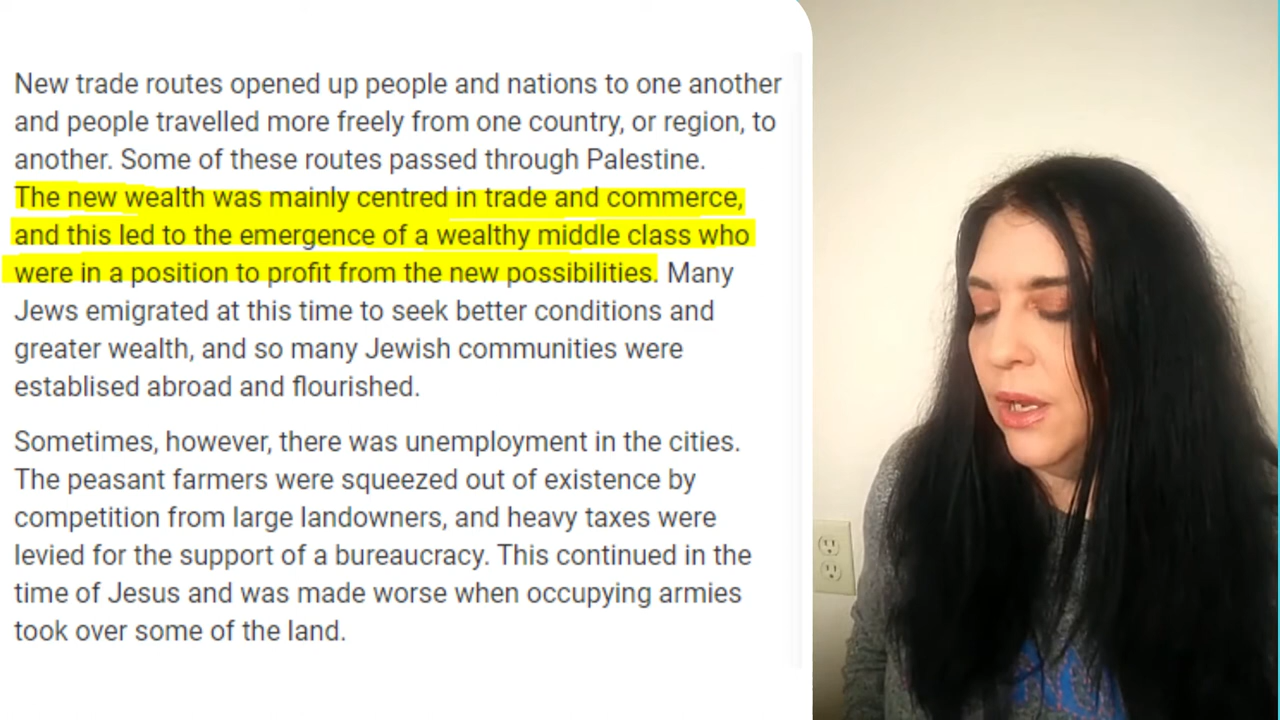 New trade routes opened up people and nations to one another
and people travelled more freely from one country, or region, to
another. Some of these routes passed through Palestine.
The new wealth was mainly centred in trade and commerce,
and this led to the emergence of a wealthy middle class who
were in a position to profit from the new possibilities. Many
Jews emigrated at this time to seek better conditions and
greater wealth, and so many Jewish communities were
establised abroad and flourished.
Sometimes, however, there was unemployment in the cities.
The peasant farmers were squeezed out of existence by
competition from large landowners, and heavy taxes were
levied for the support of a bureaucracy. This continued in the
time of Jesus and was made worse when occupying armies
took over some of the land.